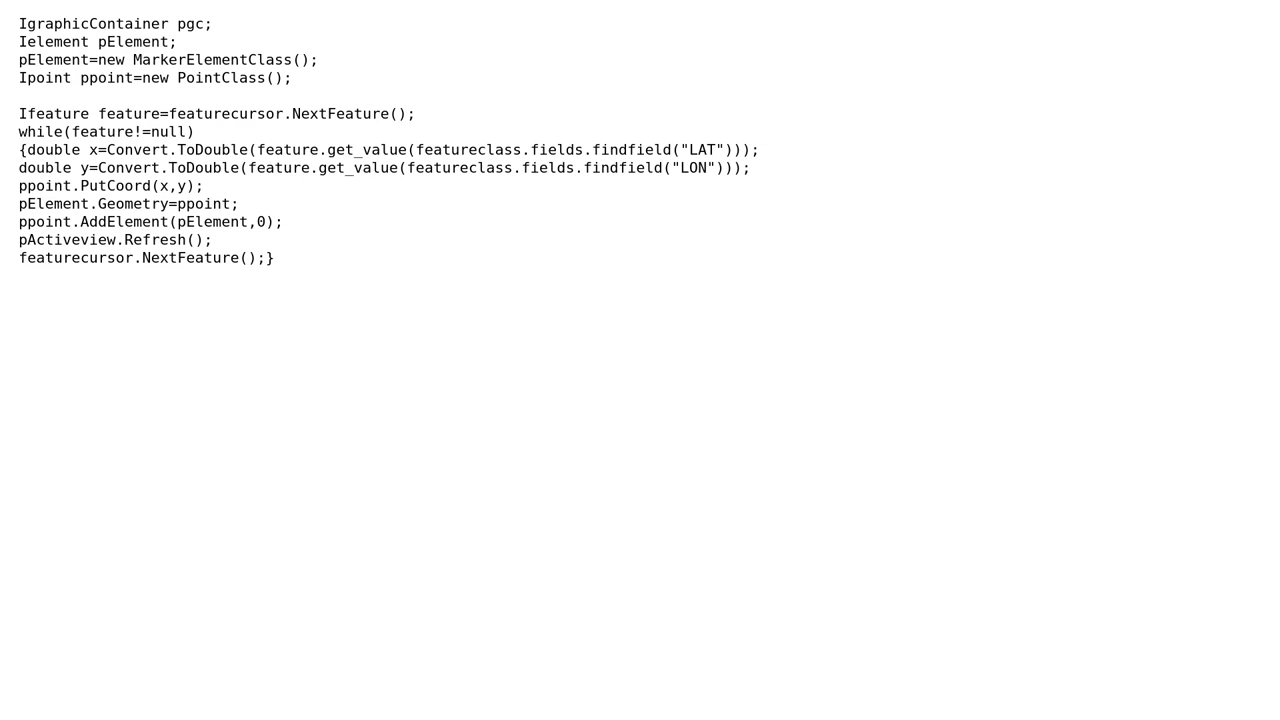 IgraphicContainer pgc;
Ielement pElement;
pElement=new MarkerElementClass();
Ipoint ppoint=new PointClass();

Ifeature feature=featurecursor.NextFeature();
while(feature!=null)
{double x=Convert.ToDouble(feature.get_value(featureclass.fields.findfield("LAT")));
double y=Convert.ToDouble(feature.get_value(featureclass.fields.findfield("LON")));
ppoint.PutCoord(x,y);
pElement.Geometry=ppoint;
ppoint.AddElement(pElement,0);
pActiveview.Refresh();
featurecursor.NextFeature();}